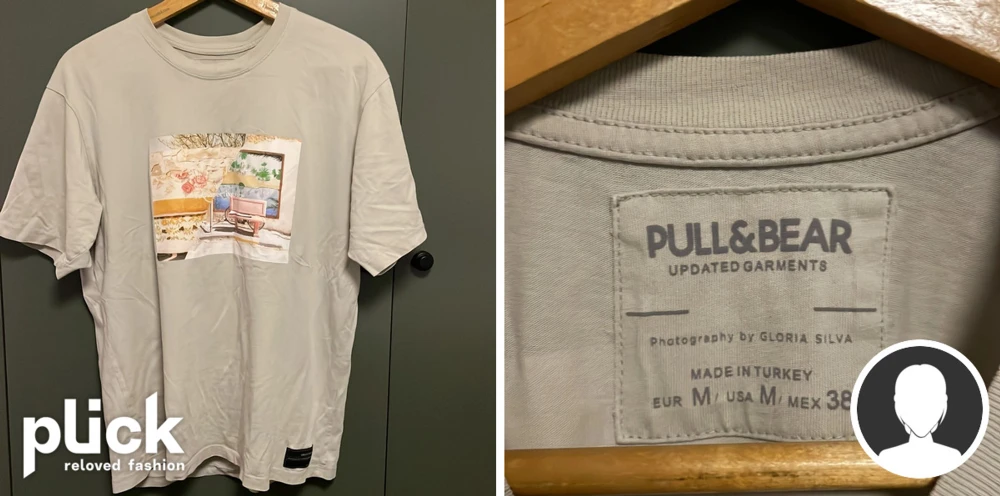 plick
reloved fashion
PULL&BEAR
UPDATED GARMENTS
Photography by GLORIA SILVA
MADE IN TURKEY
EUR M/ USA M/ MEX 38